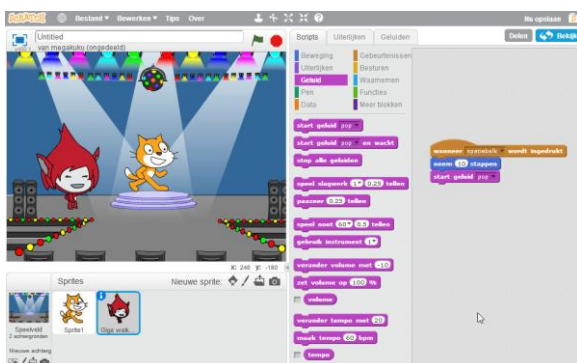 SCRATCH Bestand Bewerken Tips Over Nu opslaan
Untitled
van megakuku (ongedeeld)
Scripts Uiterlijken Geluiden Delen Bekijk
Beweging Gebeurtenissen
Uiterlijken Besturen
Geluid Waarnemen
Pen Functies
Data Meer blokken
start geluid pop
start geluid pop en wacht
stop alle geluiden
speel slagwerk 1 0.25 tellen
pauzeer 0.25 tellen
speel noot 60 0.5 tellen
gebruik instrument 1
verander volume met -10
zet volume op 100 %
volume
verander tempo met 20
maak tempo 60 bpm
tempo
wanneer spatiebalk wordt ingedrukt
neem 10 stappen
start geluid pop
X: 240 Y: -180
Sprites Nieuwe sprite:
Speelveld
2 achtergronden
Sprite1
Giga walk...
Nieuwe achterg